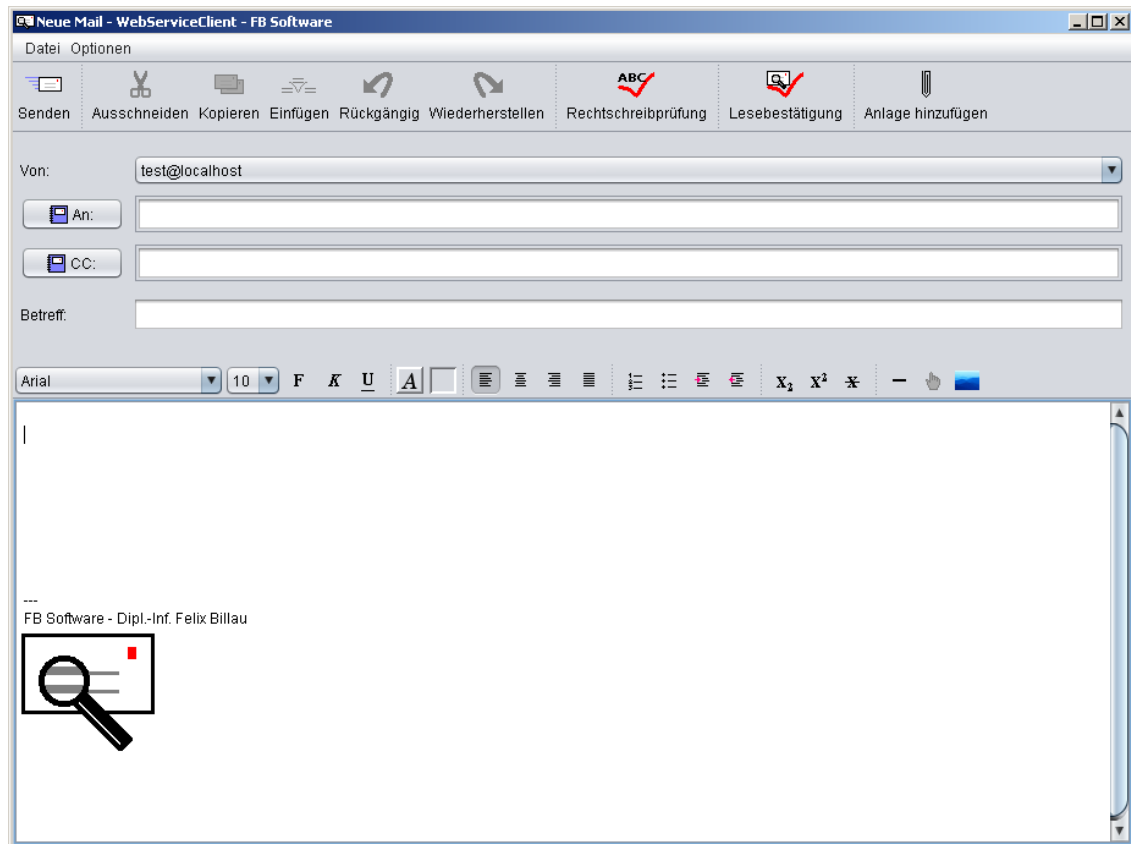 Neue Mail - WebServiceClient - FB Software
Datei Optionen
ABC
Senden Ausschneiden Kopieren Einfügen Rückgängig Wiederherstellen Rechtschreibprüfung Lesebestätigung Anlage hinzufügen
Von: test@localhost
An:
CC:
Betreff:
Arial 10 F K U A X₂ X² x
---
FB Software - Dipl.-Inf. Felix Billau